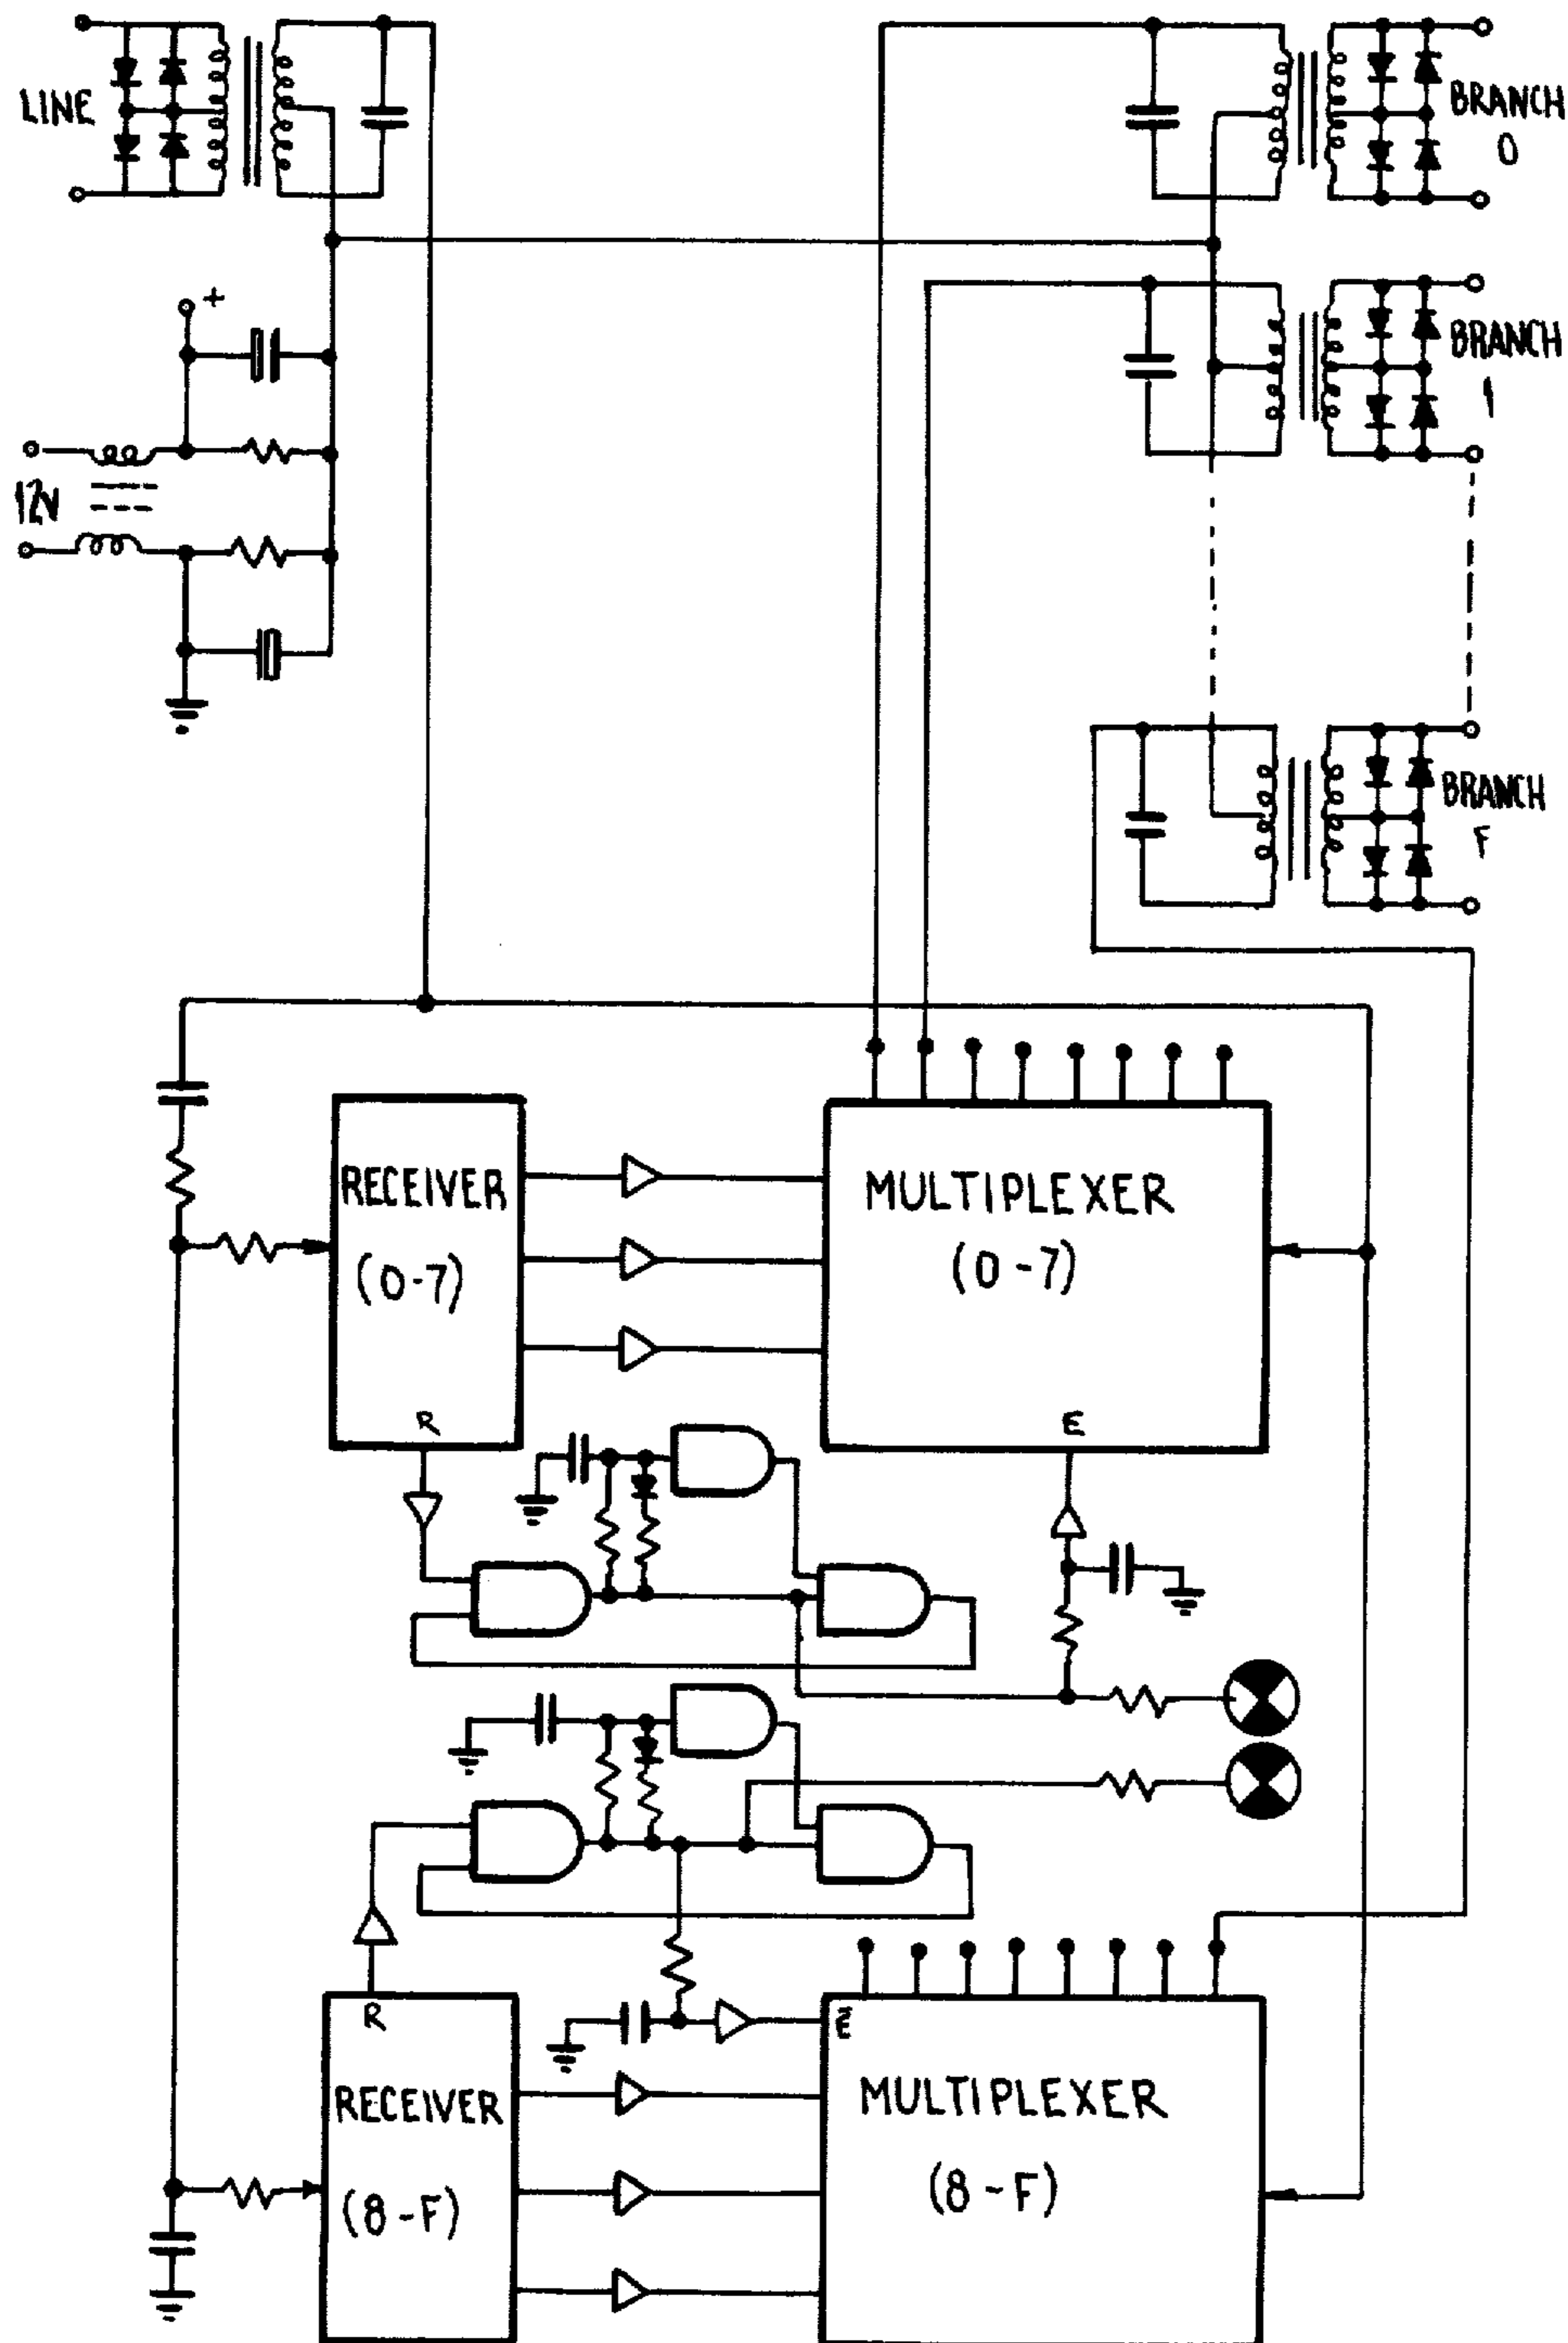 LINE
BRANCH
0
+
BRANCH
1
12V
BRANCH
F
RECEIVER
(0-7)
R
MULTIPLEXER
(0-7)
E
R
RECEIVER
(8-F)
Ē
MULTIPLEXER
(8-F)